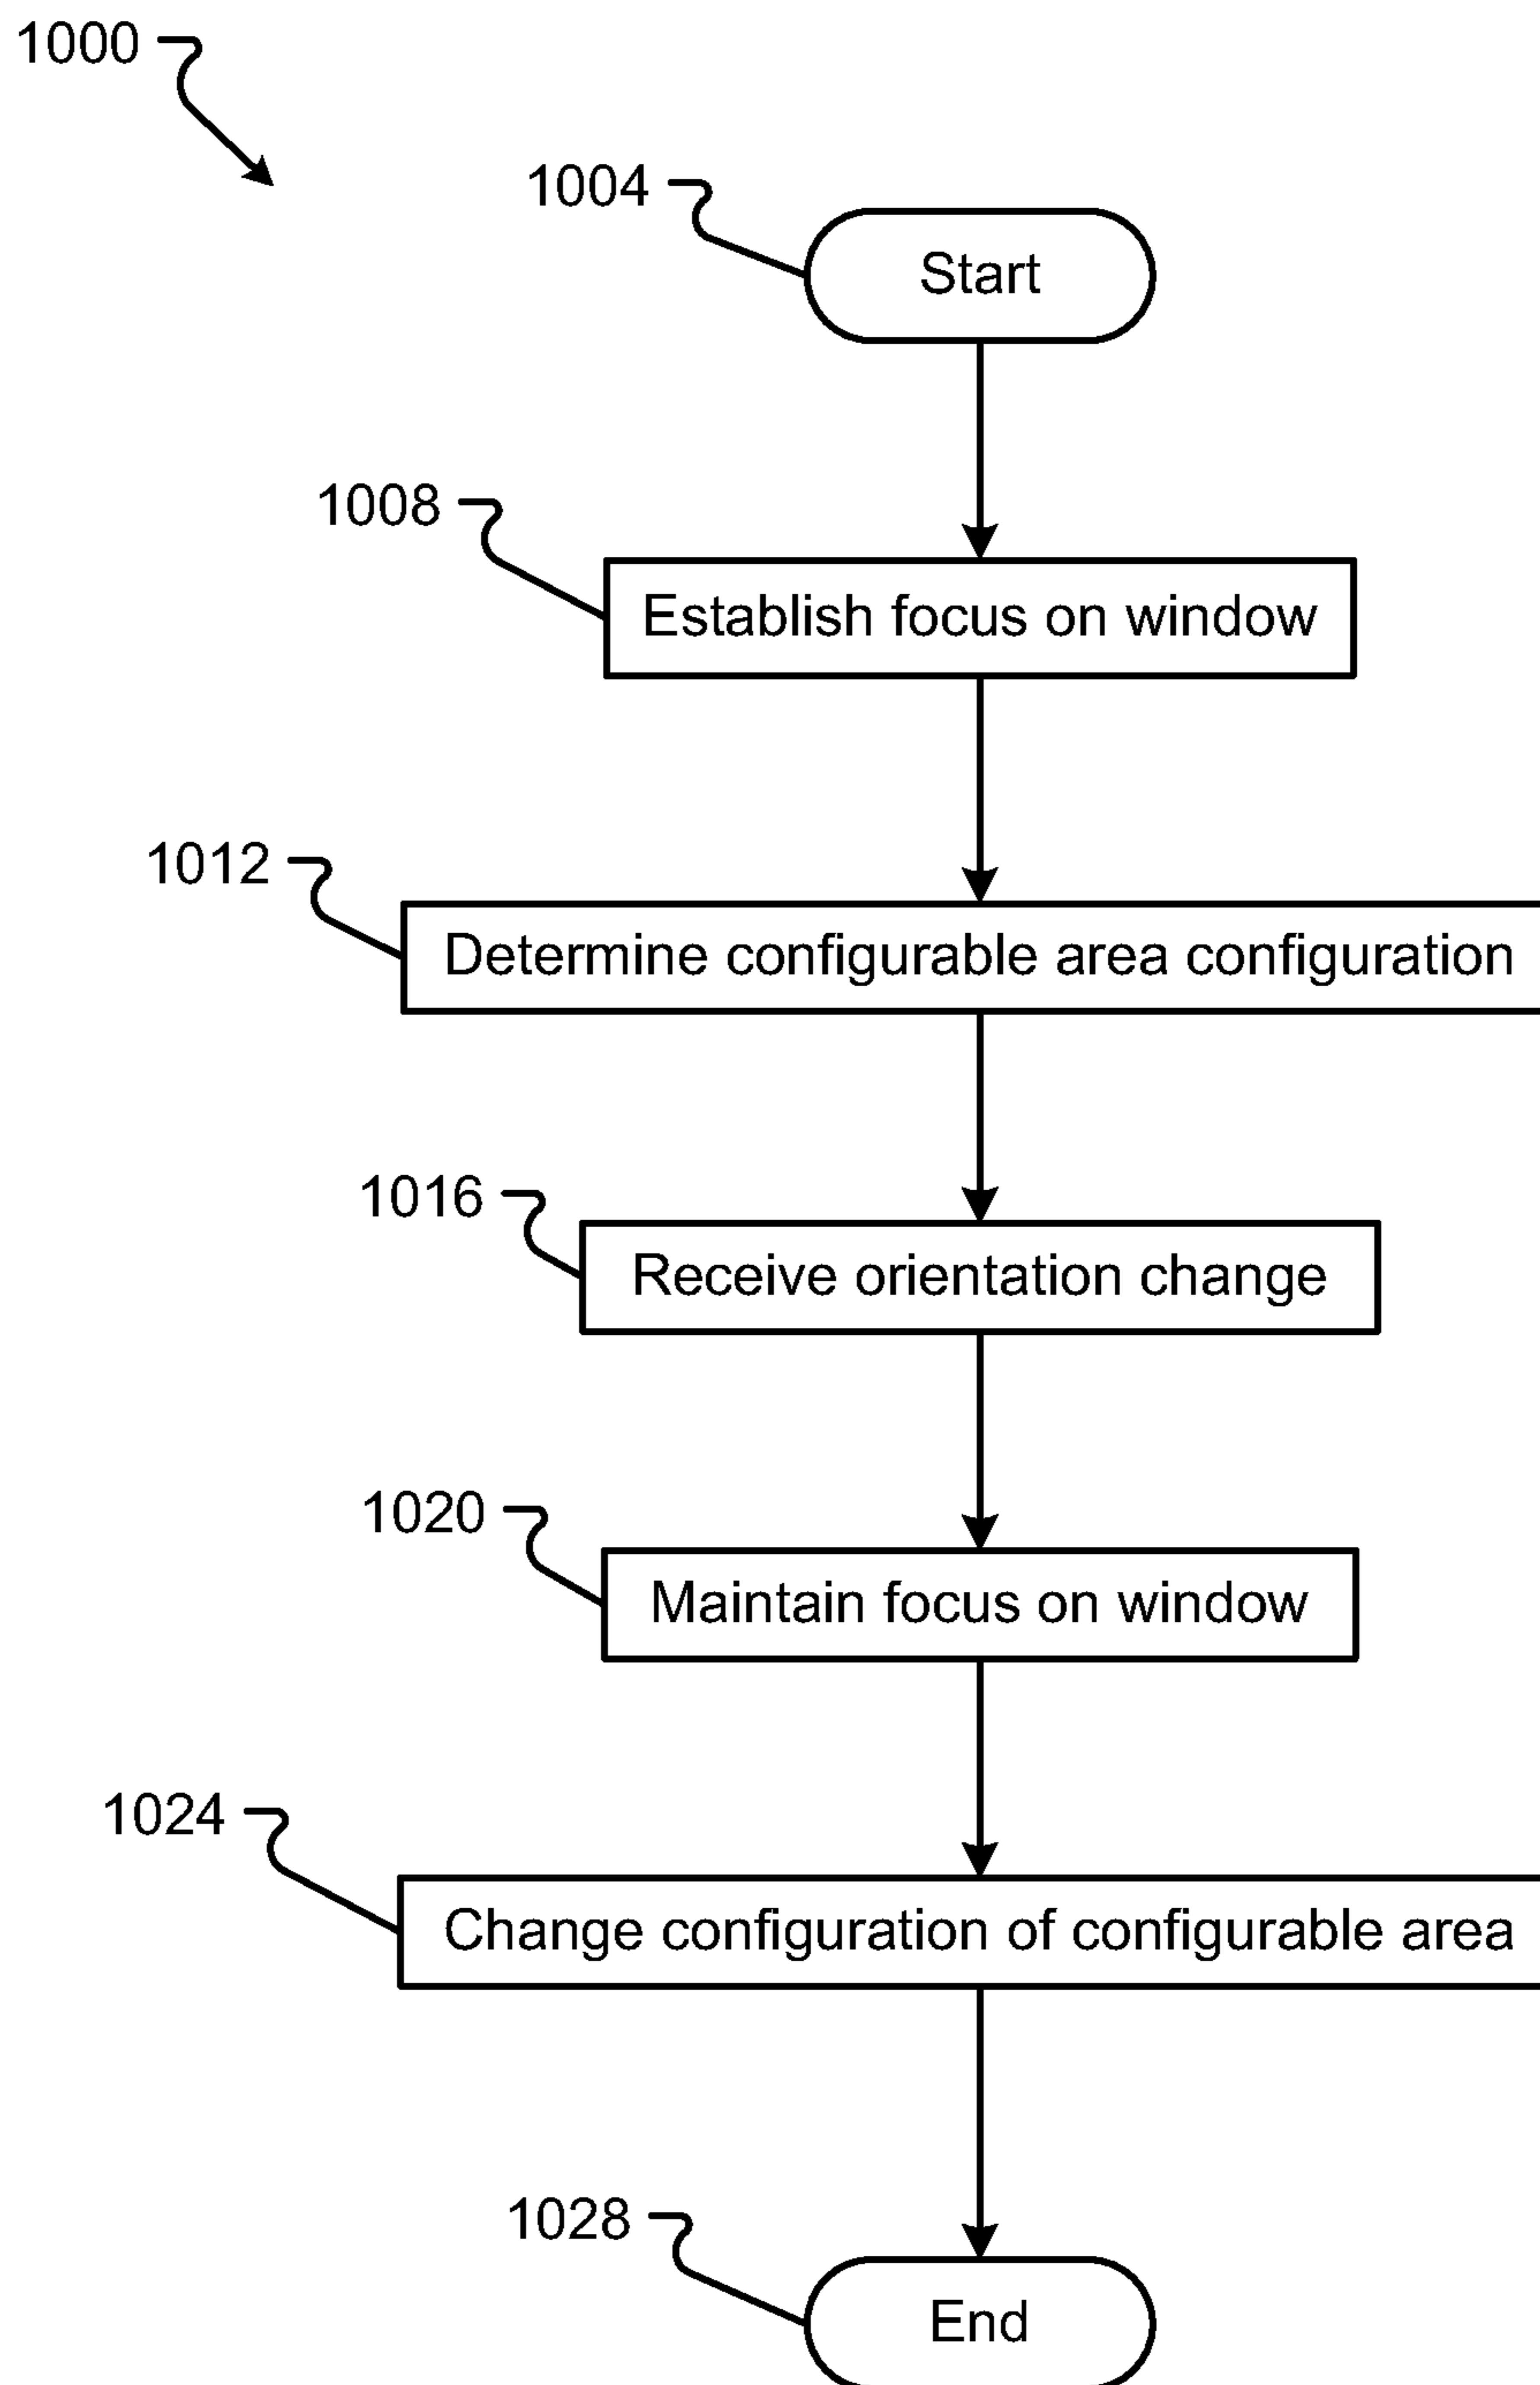 1000
1004
Start
1008
Establish focus on window
1012
Determine configurable area configuration
1016
Receive orientation change
1020
Maintain focus on window
1024
Change configuration of configurable area
1028
End